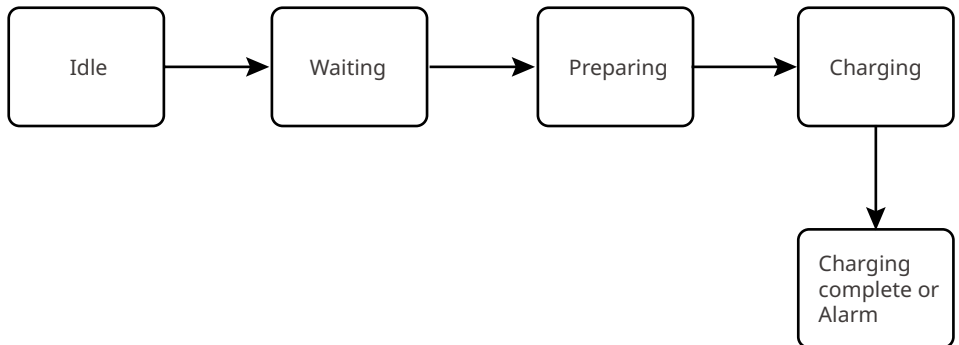 Idle
Waiting
Preparing
Charging
Charging
complete or
Alarm